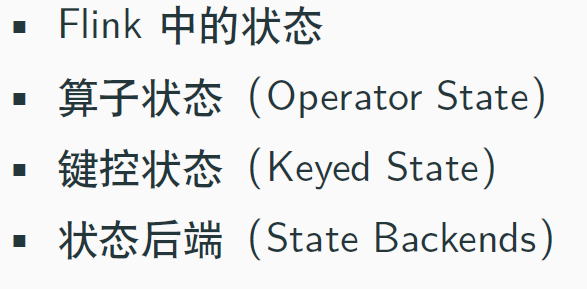 ▪ Flink 中的状态
▪ 算子状态（Operator State）
▪ 键控状态（Keyed State）
▪ 状态后端（State Backends）